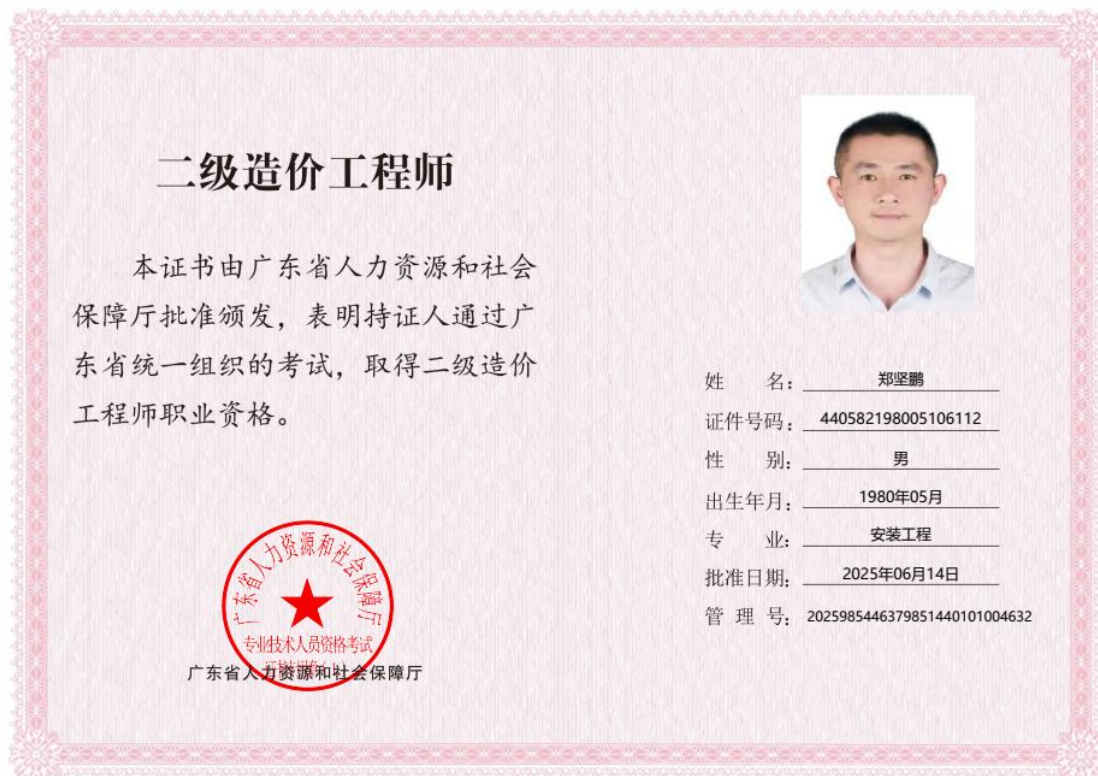 二级造价工程师
本证书由广东省人力资源和社会
保障厅批准颁发，表明持证人通过广
东省统一组织的考试，取得二级造价
工程师职业资格。
广东省人力资源和社会保障厅
专业技术人员资格考试
广东省人力资源和社会保障厅
姓 名： 郑坚鹏
证件号码： 440582198005106112
性 别： 男
出生年月： 1980年05月
专 业： 安装工程
批准日期： 2025年06月14日
管 理 号： 2025985446379851440101004632